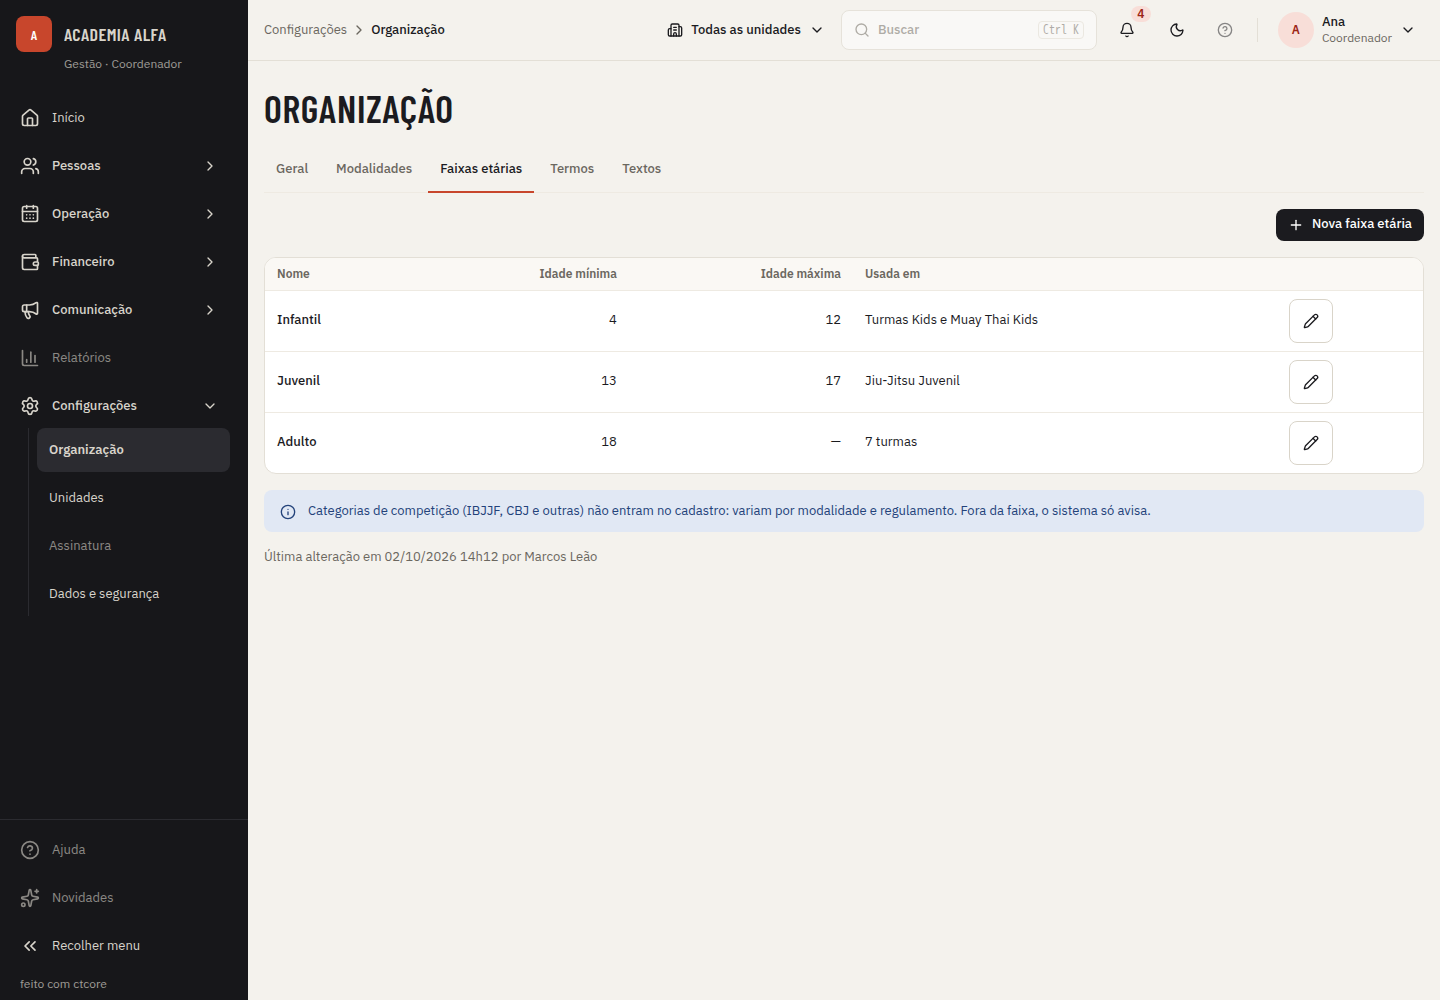 A
ACADEMIA ALFA
Gestão · Coordenador
Início
Pessoas
Operação
Financeiro
Comunicação
Relatórios
Configurações
Organização
Unidades
Assinatura
Dados e segurança
Ajuda
Novidades
Recolher menu
feito com ctcore
Configurações > Organização
Todas as unidades
Buscar
Ctrl K
4
A
Ana
Coordenador
ORGANIZAÇÃO
Geral Modalidades Faixas etárias Termos Textos
+ Nova faixa etária
Nome Idade mínima Idade máxima Usada em
Infantil 4 12 Turmas Kids e Muay Thai Kids
Juvenil 13 17 Jiu-Jitsu Juvenil
Adulto 18 — 7 turmas
Categorias de competição (IBJJF, CBJ e outras) não entram no cadastro: variam por modalidade e regulamento. Fora da faixa, o sistema só avisa.
Última alteração em 02/10/2026 14h12 por Marcos Leão